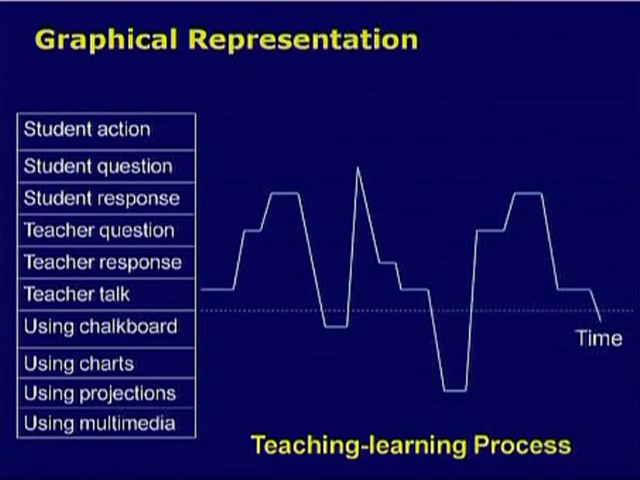 Graphical Representation
Student action
Student question
Student response
Teacher question
Teacher response
Teacher talk
Using chalkboard
Using charts
Using projections
Using multimedia
Time
Teaching-learning Process